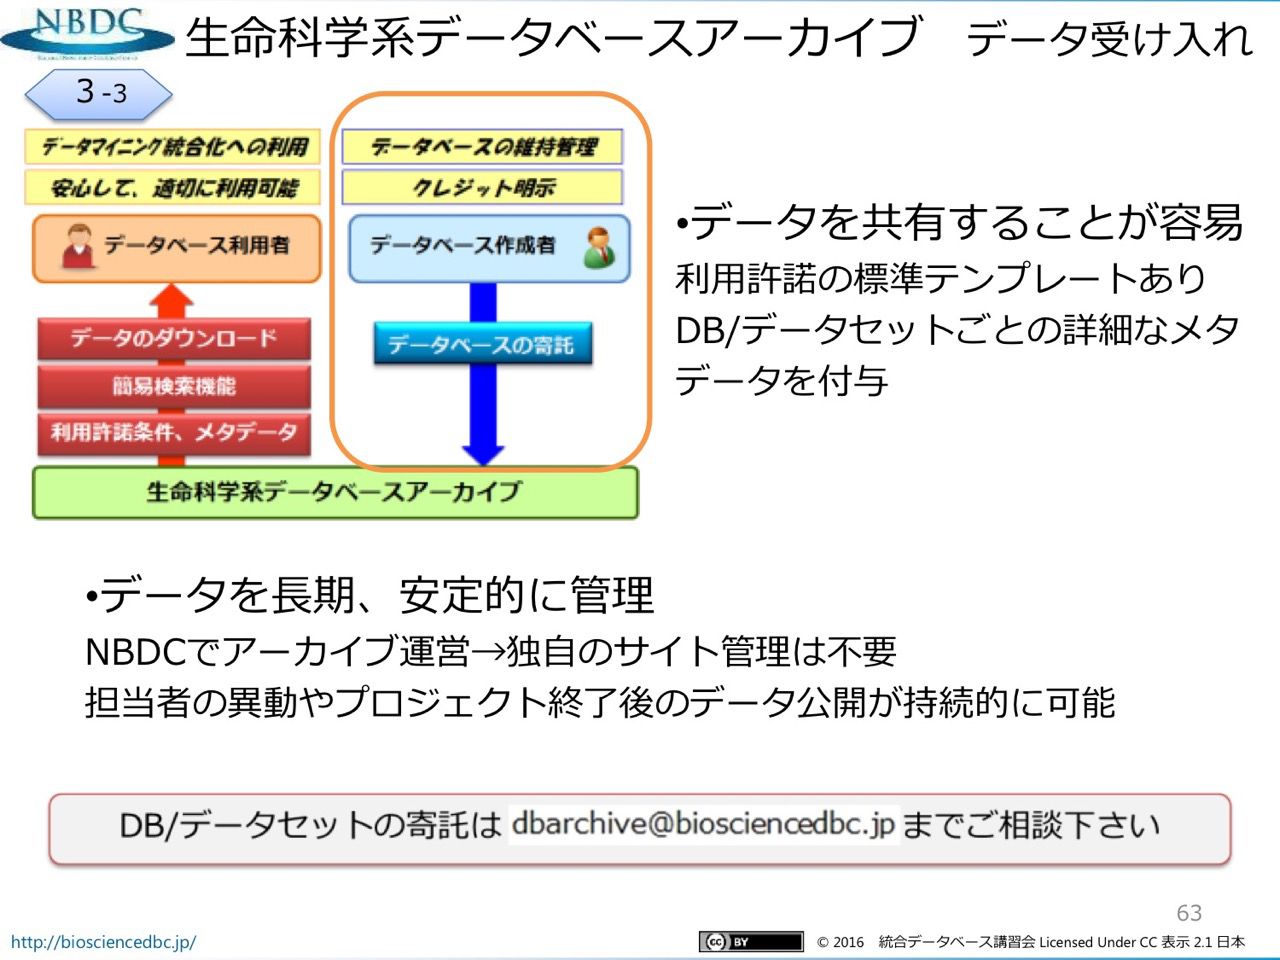 NBDC
生命科学系データベースアーカイブ　データ受け入れ
3-3
データマイニング統合化への利用
安心して、適切に利用可能
データベース利用者
データのダウンロード
簡易検索機能
利用許諾条件、メタデータ
データベースの維持管理
クレジット明示
データベース作成者
データベースの寄託
生命科学系データベースアーカイブ
•データを共有することが容易
利用許諾の標準テンプレートあり
DB/データセットごとの詳細なメタ
データを付与
•データを長期、安定的に管理
NBDCでアーカイブ運営→独自のサイト管理は不要
担当者の異動やプロジェクト終了後のデータ公開が持続的に可能
DB/データセットの寄託は dbarchive@biosciencedbc.jp までご相談下さい
63
http://biosciencedbc.jp/
cc BY
© 2016　統合データベース講習会 Licensed Under CC 表示 2.1 日本